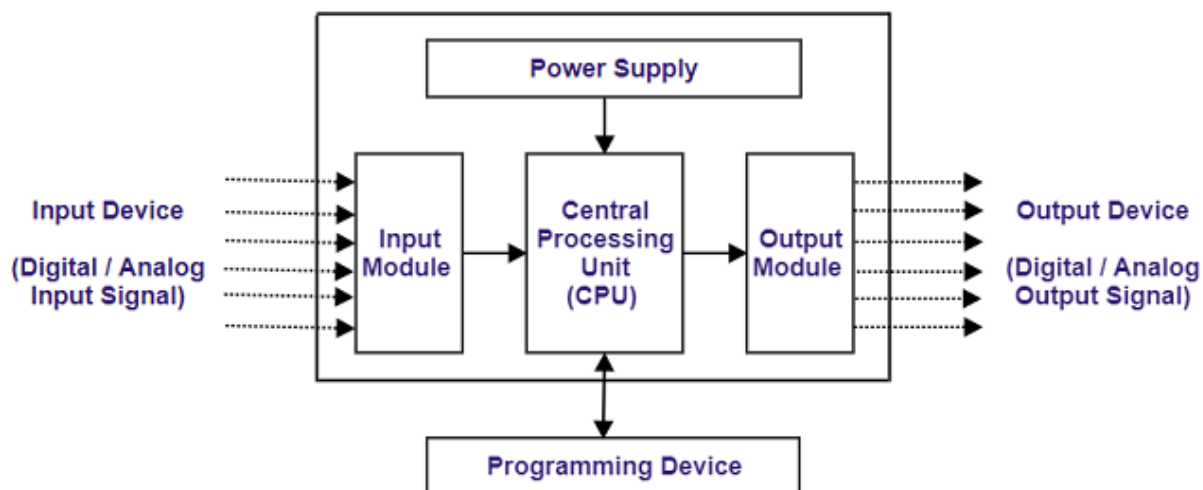 Power Supply
Input Device
(Digital / Analog
Input Signal)
Input
Module
Central
Processing
Unit
(CPU)
Output
Module
Output Device
(Digital / Analog
Output Signal)
Programming Device